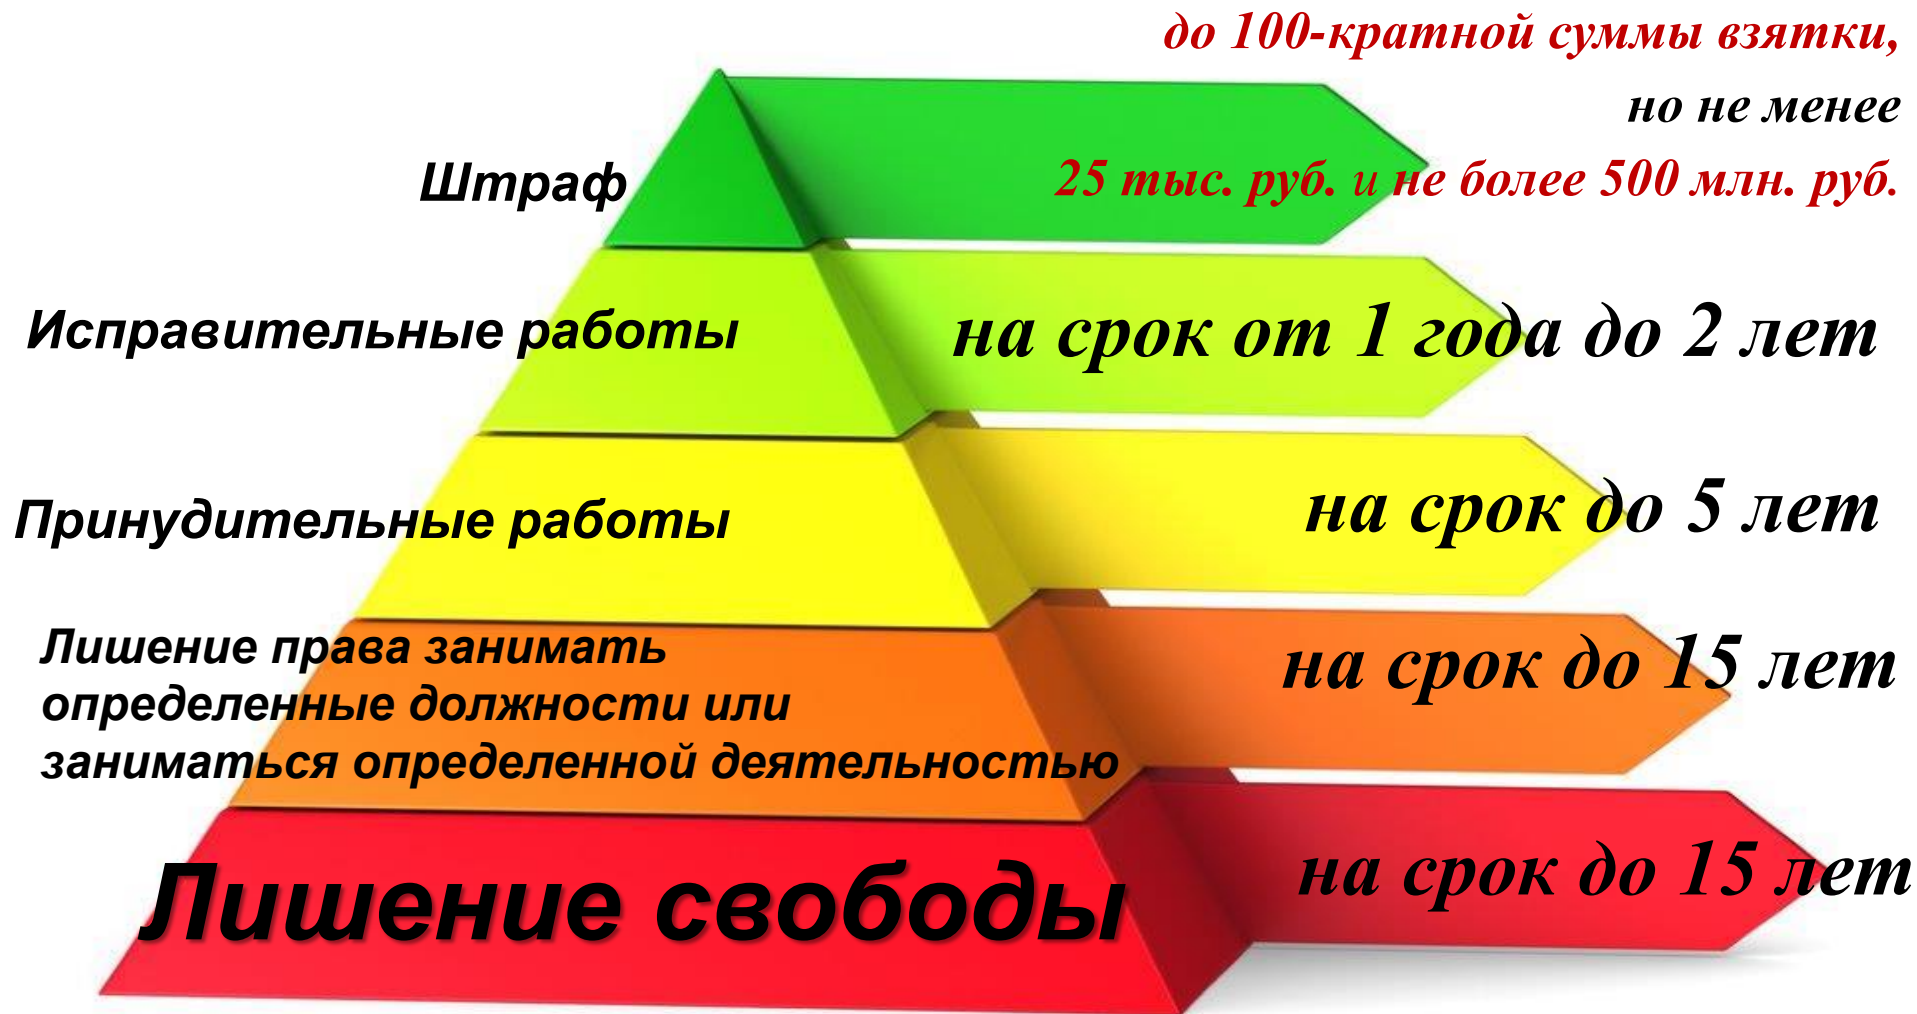 до 100-кратной суммы взятки,
но не менее
Штраф
25 тыс. руб. и не более 500 млн. руб.
Исправительные работы
на срок от 1 года до 2 лет
Принудительные работы
на срок до 5 лет
Лишение права занимать
определенные должности или
заниматься определенной деятельностью
на срок до 15 лет
Лишение свободы
на срок до 15 лет